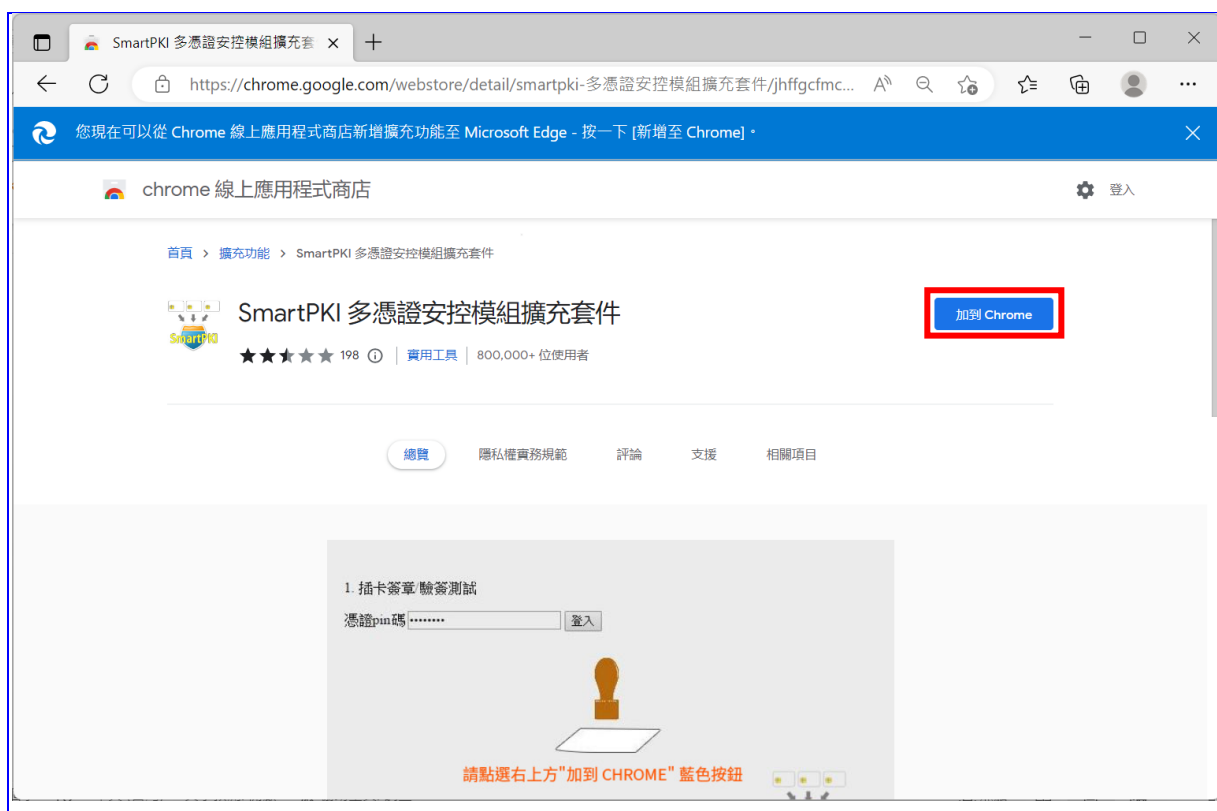 SmartPKI 多憑證安控模組擴充套
https://chrome.google.com/webstore/detail/smartpki-多憑證安控模組擴充套件/jhffgcfmc...
您現在可以從 Chrome 線上應用程式商店新增擴充功能至 Microsoft Edge - 按一下 [新增至 Chrome]。
chrome 線上應用程式商店
登入
首頁 > 擴充功能 > SmartPKI 多憑證安控模組擴充套件
SmartPKI
SmartPKI 多憑證安控模組擴充套件
加到 Chrome
198 實用工具 800,000+ 位使用者
總覽 隱私權實務規範 評論 支援 相關項目
1. 插卡簽章/驗簽測試
憑證pin碼 •••••••• 登入
請點選右上方"加到 CHROME" 藍色按鈕